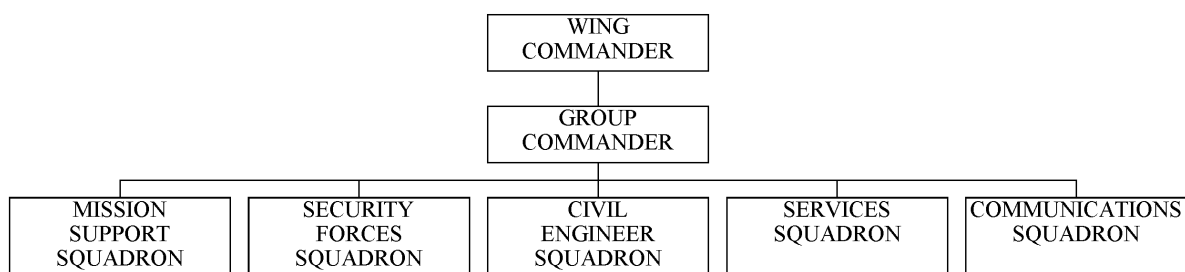 WING
COMMANDER
GROUP
COMMANDER
MISSION
SUPPORT
SQUADRON
SECURITY
FORCES
SQUADRON
CIVIL
ENGINEER
SQUADRON
SERVICES
SQUADRON
COMMUNICATIONS
SQUADRON